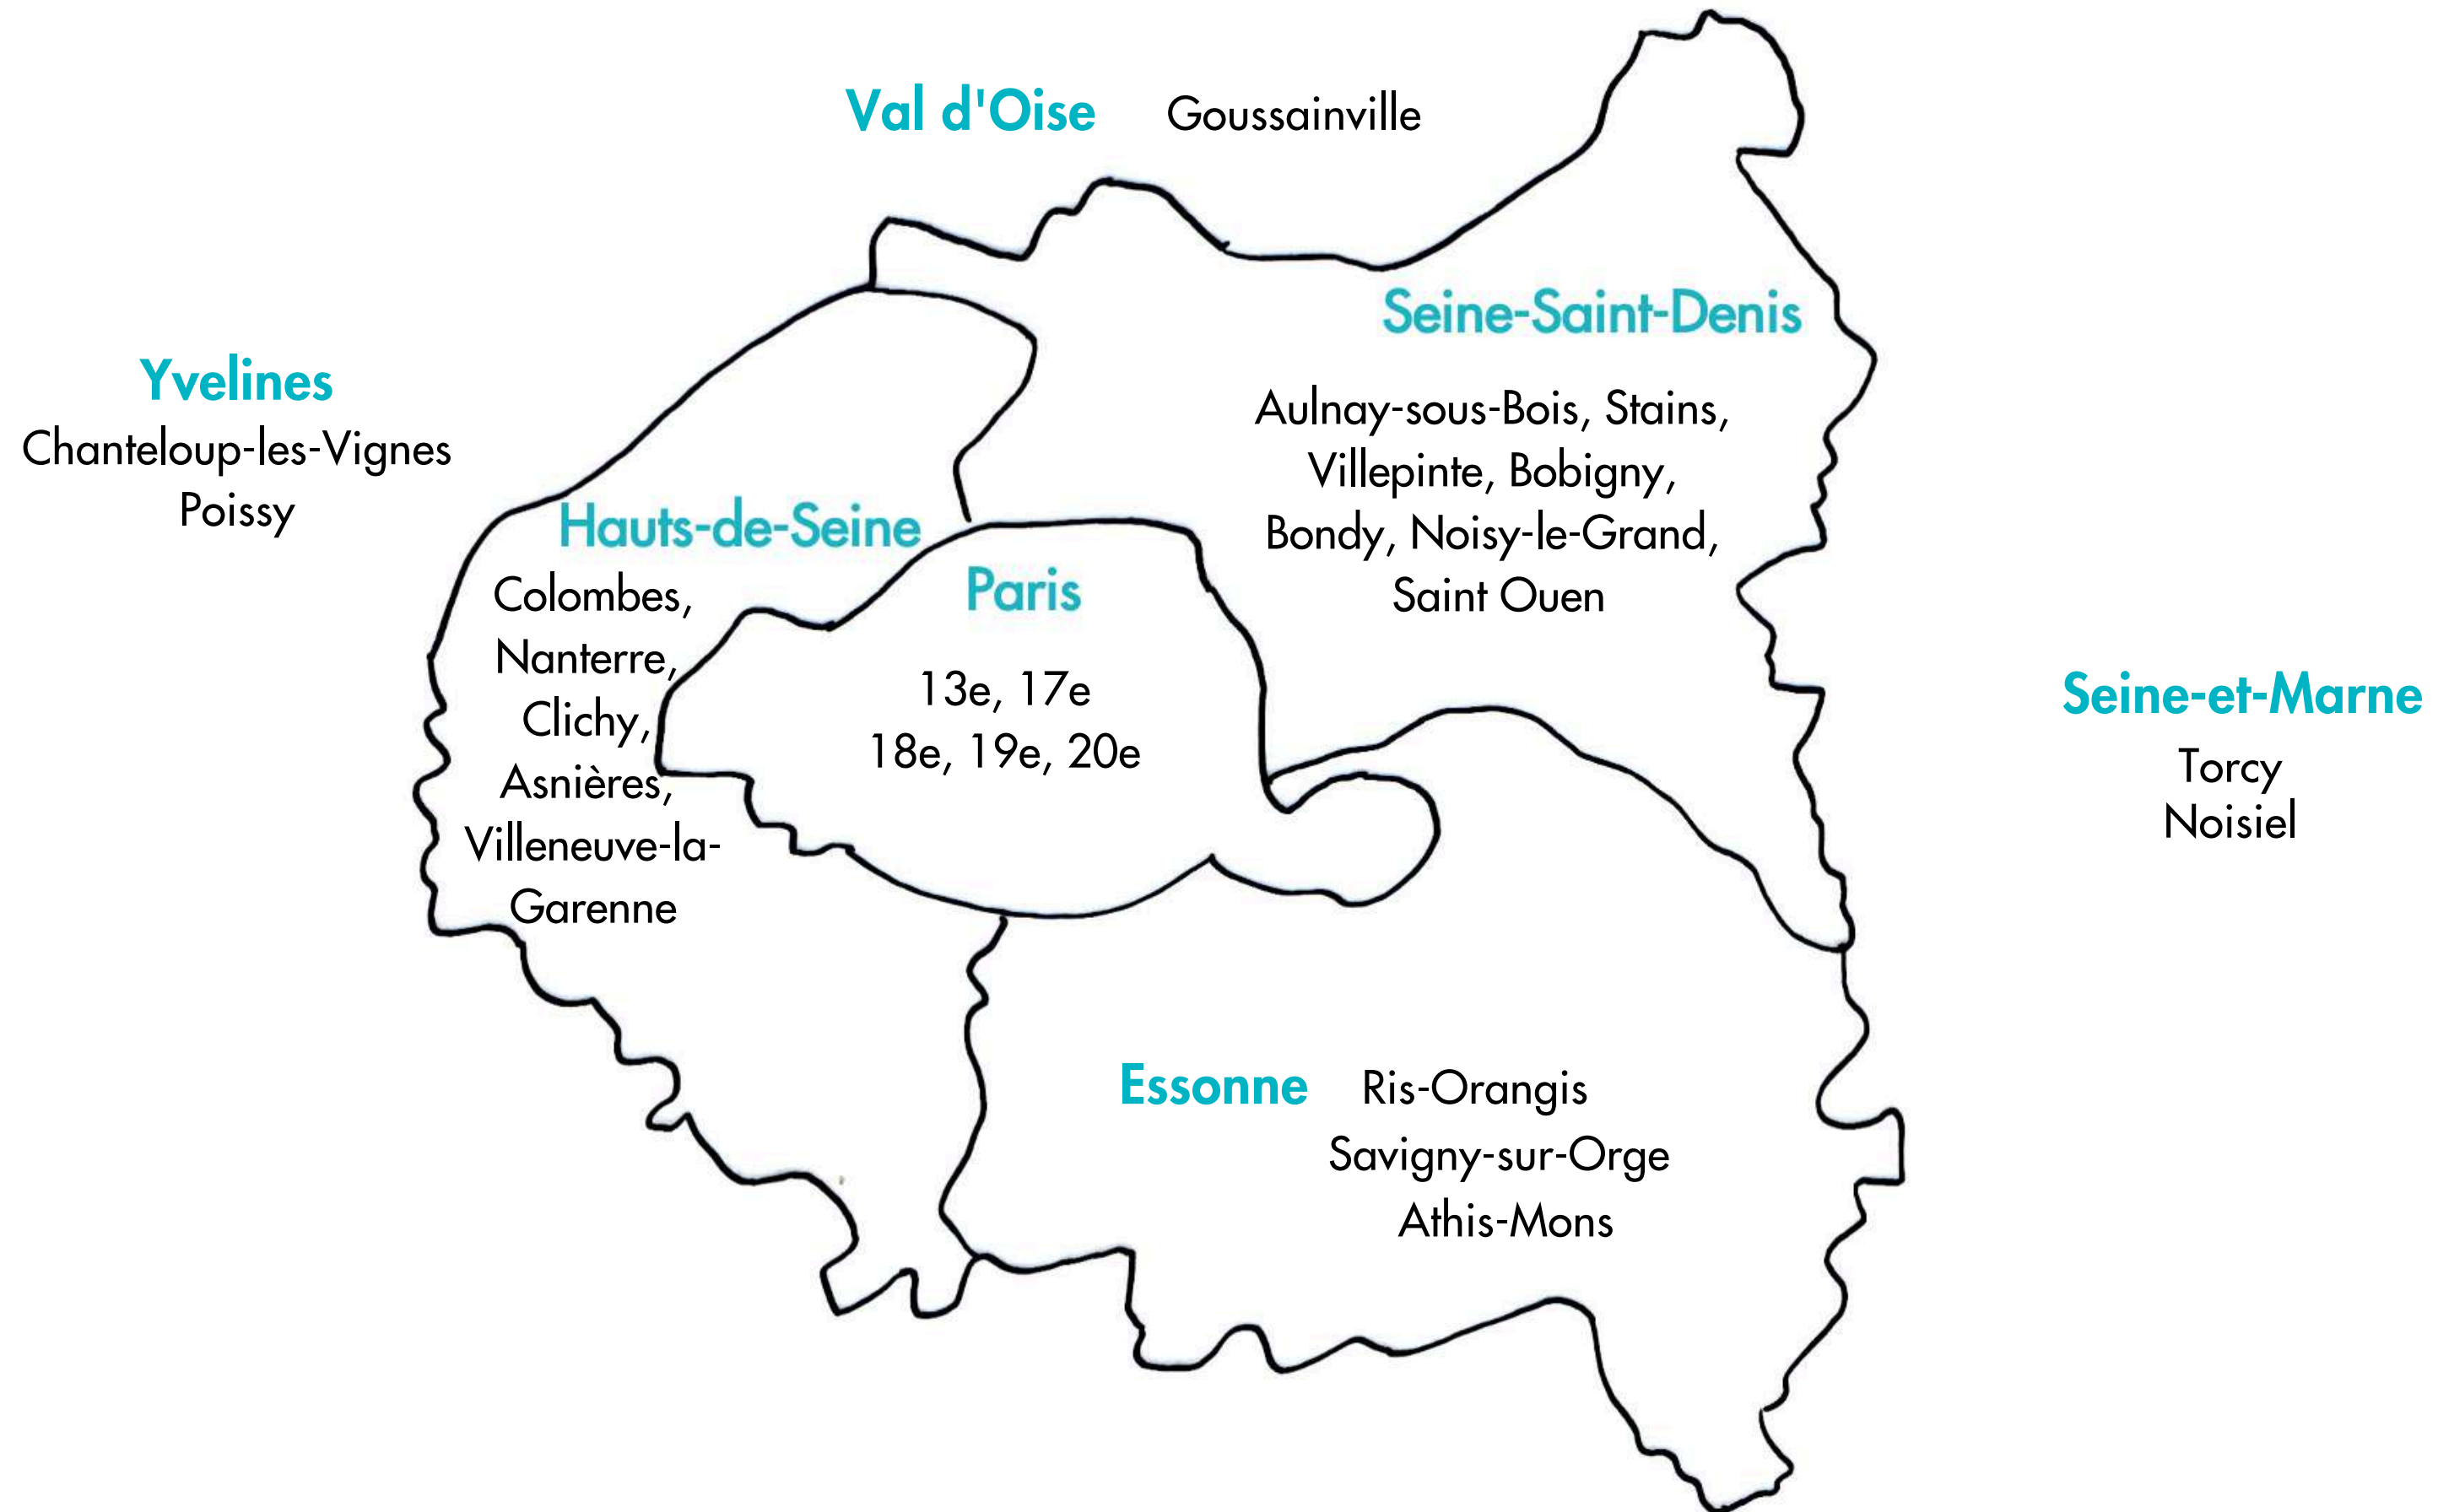 Val d'Oise Goussainville
Seine-Saint-Denis
Aulnay-sous-Bois, Stains,
Villepinte, Bobigny,
Bondy, Noisy-le-Grand,
Saint Ouen
Yvelines
Chanteloup-les-Vignes
Poissy
Hauts-de-Seine
Colombes,
Nanterre,
Clichy,
Asnières,
Villeneuve-la-
Garenne
Paris
13e, 17e
18e, 19e, 20e
Seine-et-Marne
Torcy
Noisiel
Essonne Ris-Orangis
Savigny-sur-Orge
Athis-Mons